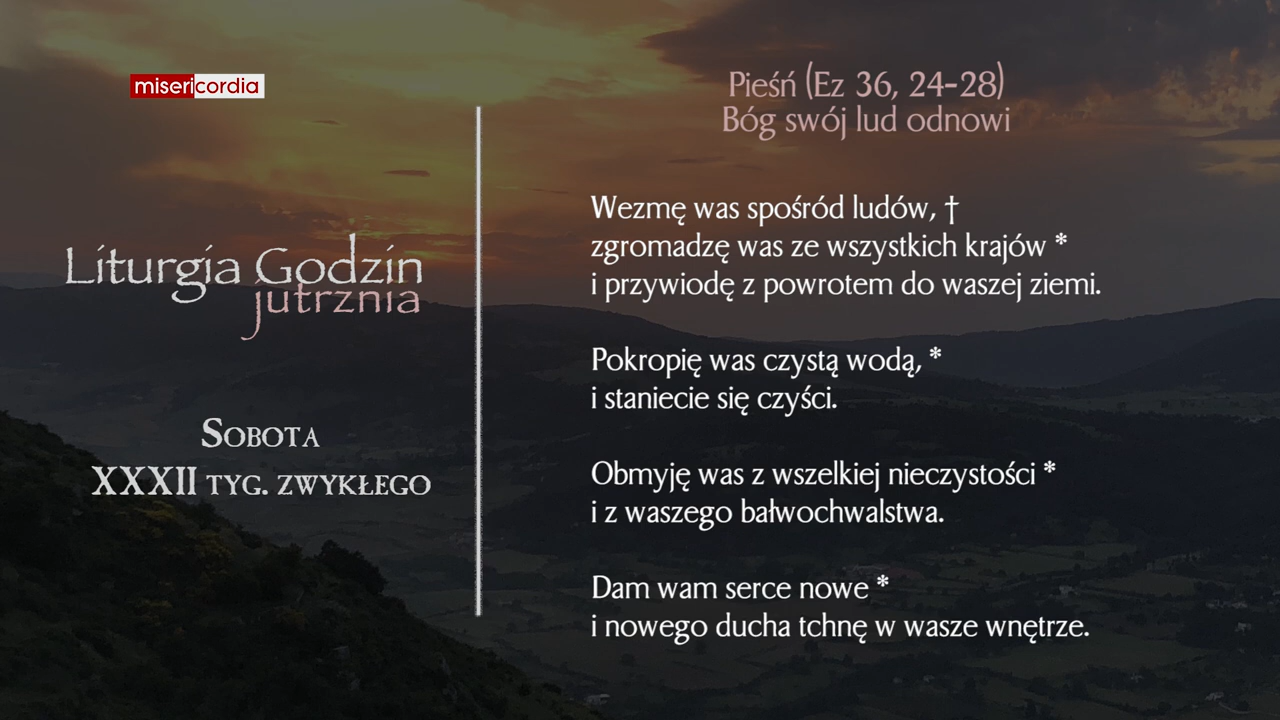 misericordia
Liturgia Godzin
jutrznia
Sobota
XXXII tyg. zwykłego
Pieśń (Ez 36, 24-28)
Bóg swój lud odnowi
Wezmę was spośród ludów, †
zgromadzę was ze wszystkich krajów *
i przywiodę z powrotem do waszej ziemi.
Pokropię was czystą wodą, *
i staniecie się czyści.
Obmyję was z wszelkiej nieczystości *
i z waszego bałwochwalstwa.
Dam wam serce nowe *
i nowego ducha tchnę w wasze wnętrze.